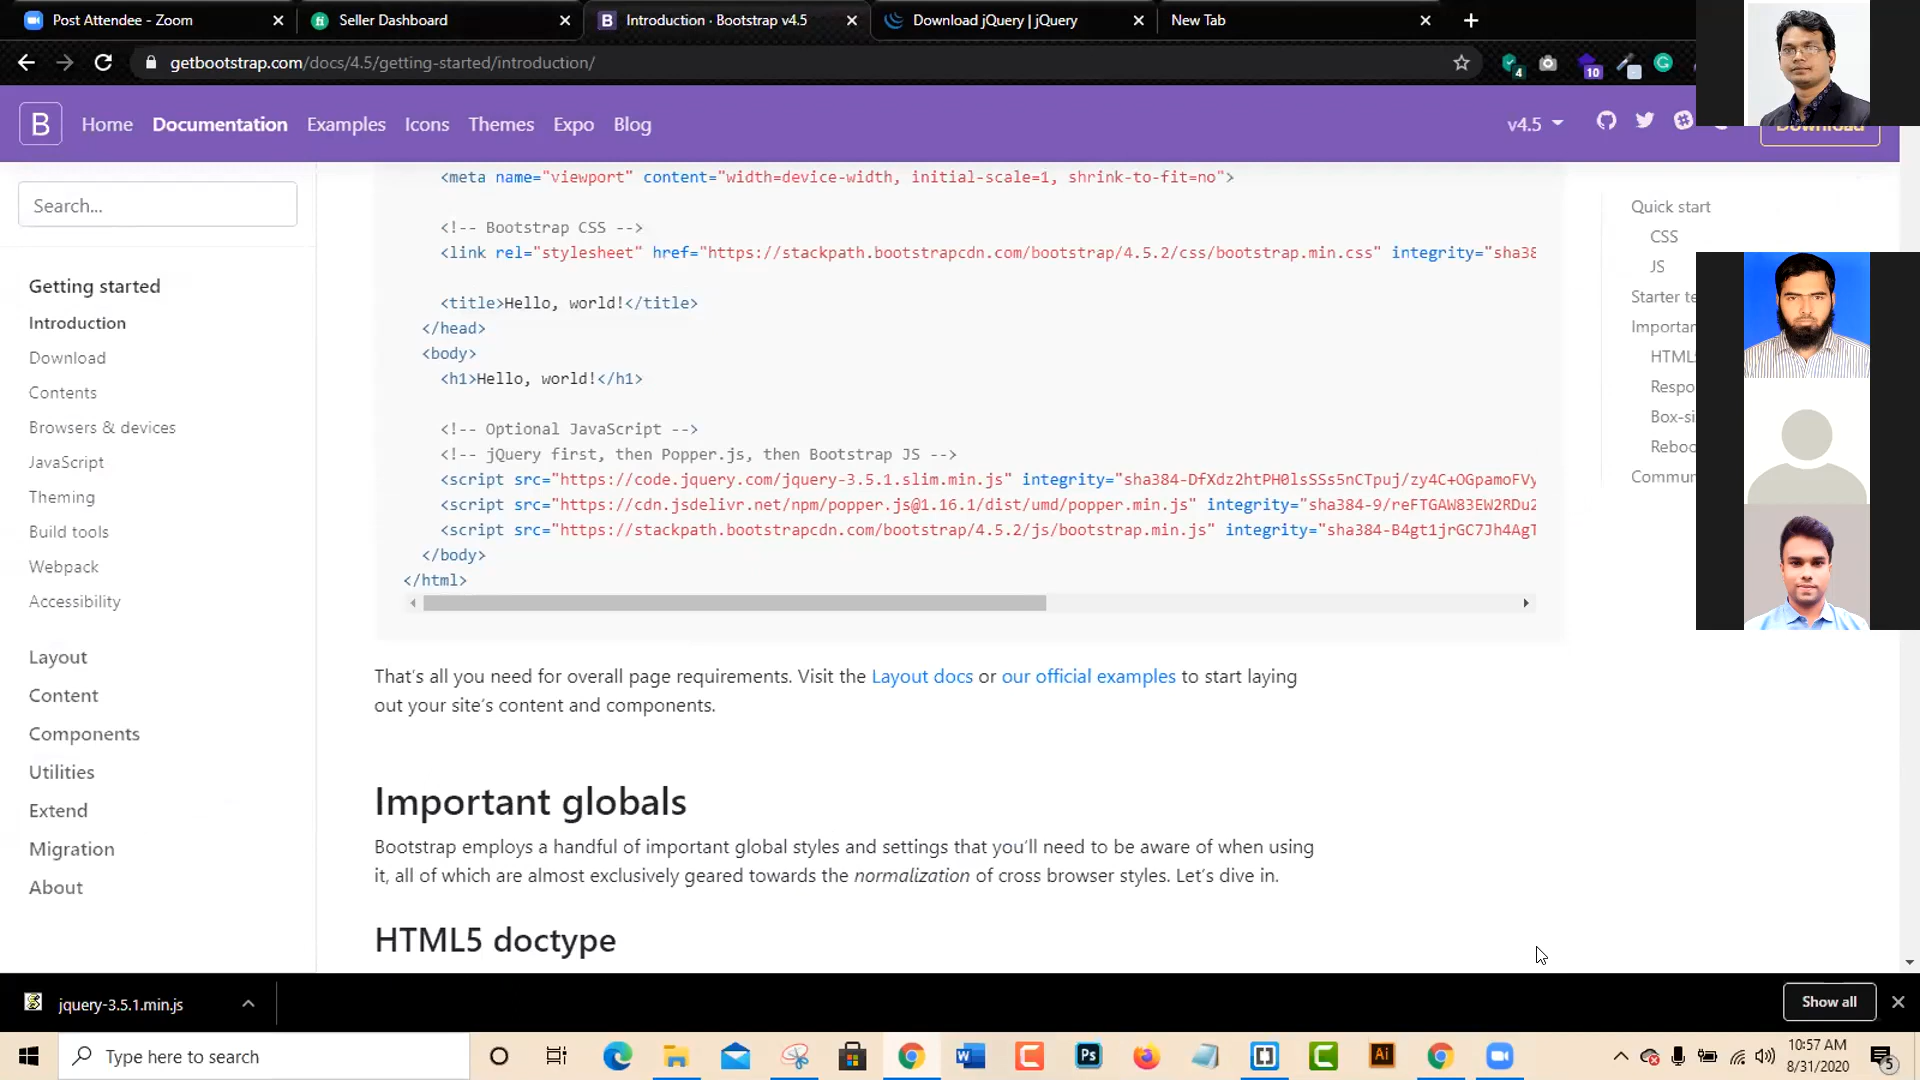 Post Attendee - Zoom
Seller Dashboard
Introduction · Bootstrap v4.5
Download jQuery | jQuery
New Tab
getbootstrap.com/docs/4.5/getting-started/introduction/
4
10
B
Home
Documentation
Examples
Icons
Themes
Expo
Blog
v4.5
Download
Search...
Getting started
Introduction
Download
Contents
Browsers & devices
JavaScript
Theming
Build tools
Webpack
Accessibility
Layout
Content
Components
Utilities
Extend
Migration
About
<meta name="viewport" content="width=device-width, initial-scale=1, shrink-to-fit=no">
<!-- Bootstrap CSS -->
<link rel="stylesheet" href="https://stackpath.bootstrapcdn.com/bootstrap/4.5.2/css/bootstrap.min.css" integrity="sha38
<title>Hello, world!</title>
</head>
<body>
<h1>Hello, world!</h1>
<!-- Optional JavaScript -->
<!-- jQuery first, then Popper.js, then Bootstrap JS -->
<script src="https://code.jquery.com/jquery-3.5.1.slim.min.js" integrity="sha384-DfXdz2htPH0lsSSs5nCTpuj/zy4C+OGpamoFVy
<script src="https://cdn.jsdelivr.net/npm/popper.js@1.16.1/dist/umd/popper.min.js" integrity="sha384-9/reFTGAW83EW2RDu2
<script src="https://stackpath.bootstrapcdn.com/bootstrap/4.5.2/js/bootstrap.min.js" integrity="sha384-B4gt1jrGC7Jh4AgT
</body>
</html>
That's all you need for overall page requirements. Visit the Layout docs or our official examples to start laying
out your site's content and components.
Important globals
Bootstrap employs a handful of important global styles and settings that you'll need to be aware of when using
it, all of which are almost exclusively geared towards the normalization of cross browser styles. Let's dive in.
HTML5 doctype
Quick start
CSS
JS
Starter te
Importan
HTML
Respo
Box-si
Reboo
Commun
jquery-3.5.1.min.js
Show all
Type here to search
10:57 AM
8/31/2020
5